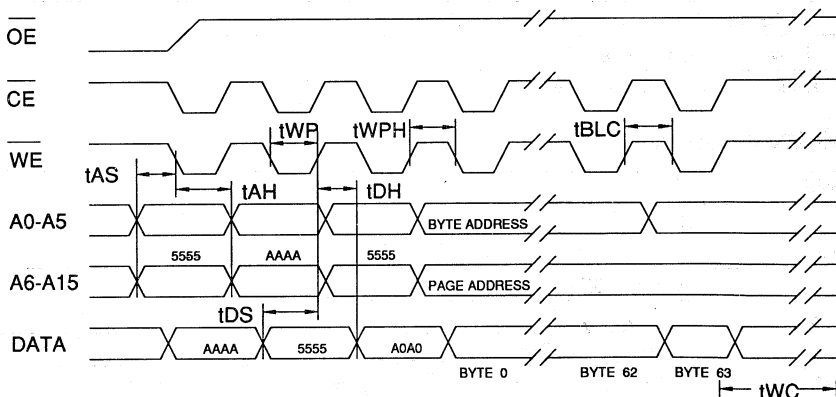 OE
CE
tWP tWPH tBLC
WE
tAS
tAH tDH
A0-A5 BYTE ADDRESS
5555 AAAA 5555
A6-A15 PAGE ADDRESS
tDS
DATA AAAA 5555 A0A0
BYTE 0 BYTE 62 BYTE 63
tWC